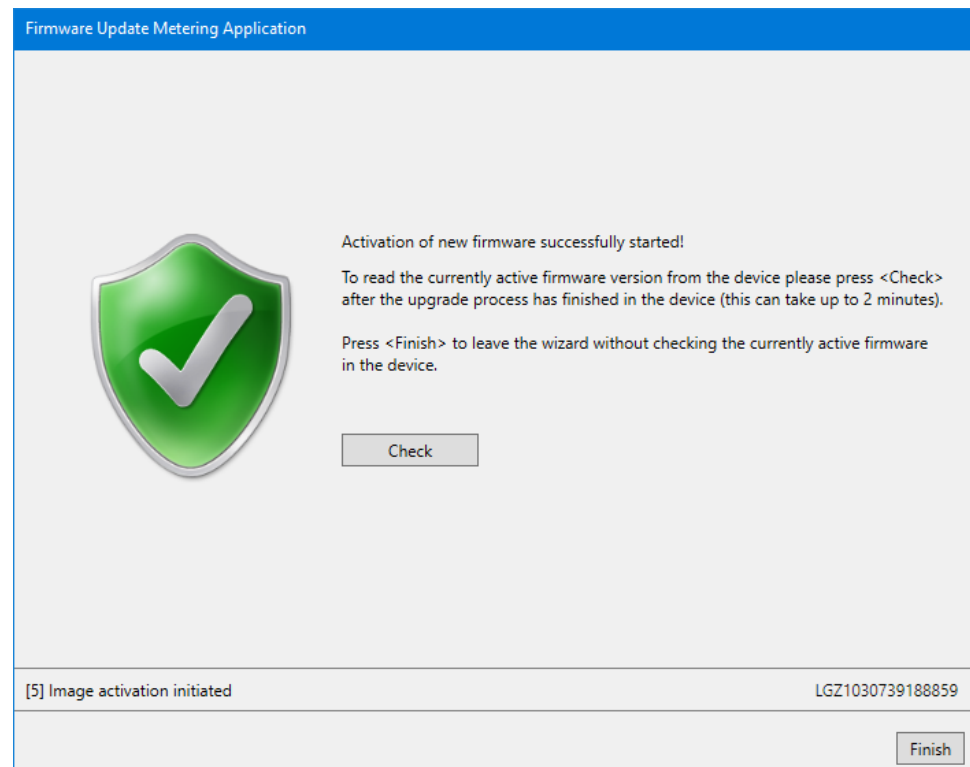 Firmware Update Metering Application
Activation of new firmware successfully started!
To read the currently active firmware version from the device please press <Check>
after the upgrade process has finished in the device (this can take up to 2 minutes).
Press <Finish> to leave the wizard without checking the currently active firmware
in the device.
Check
[5] Image activation initiated
LGZ1030739188859
Finish